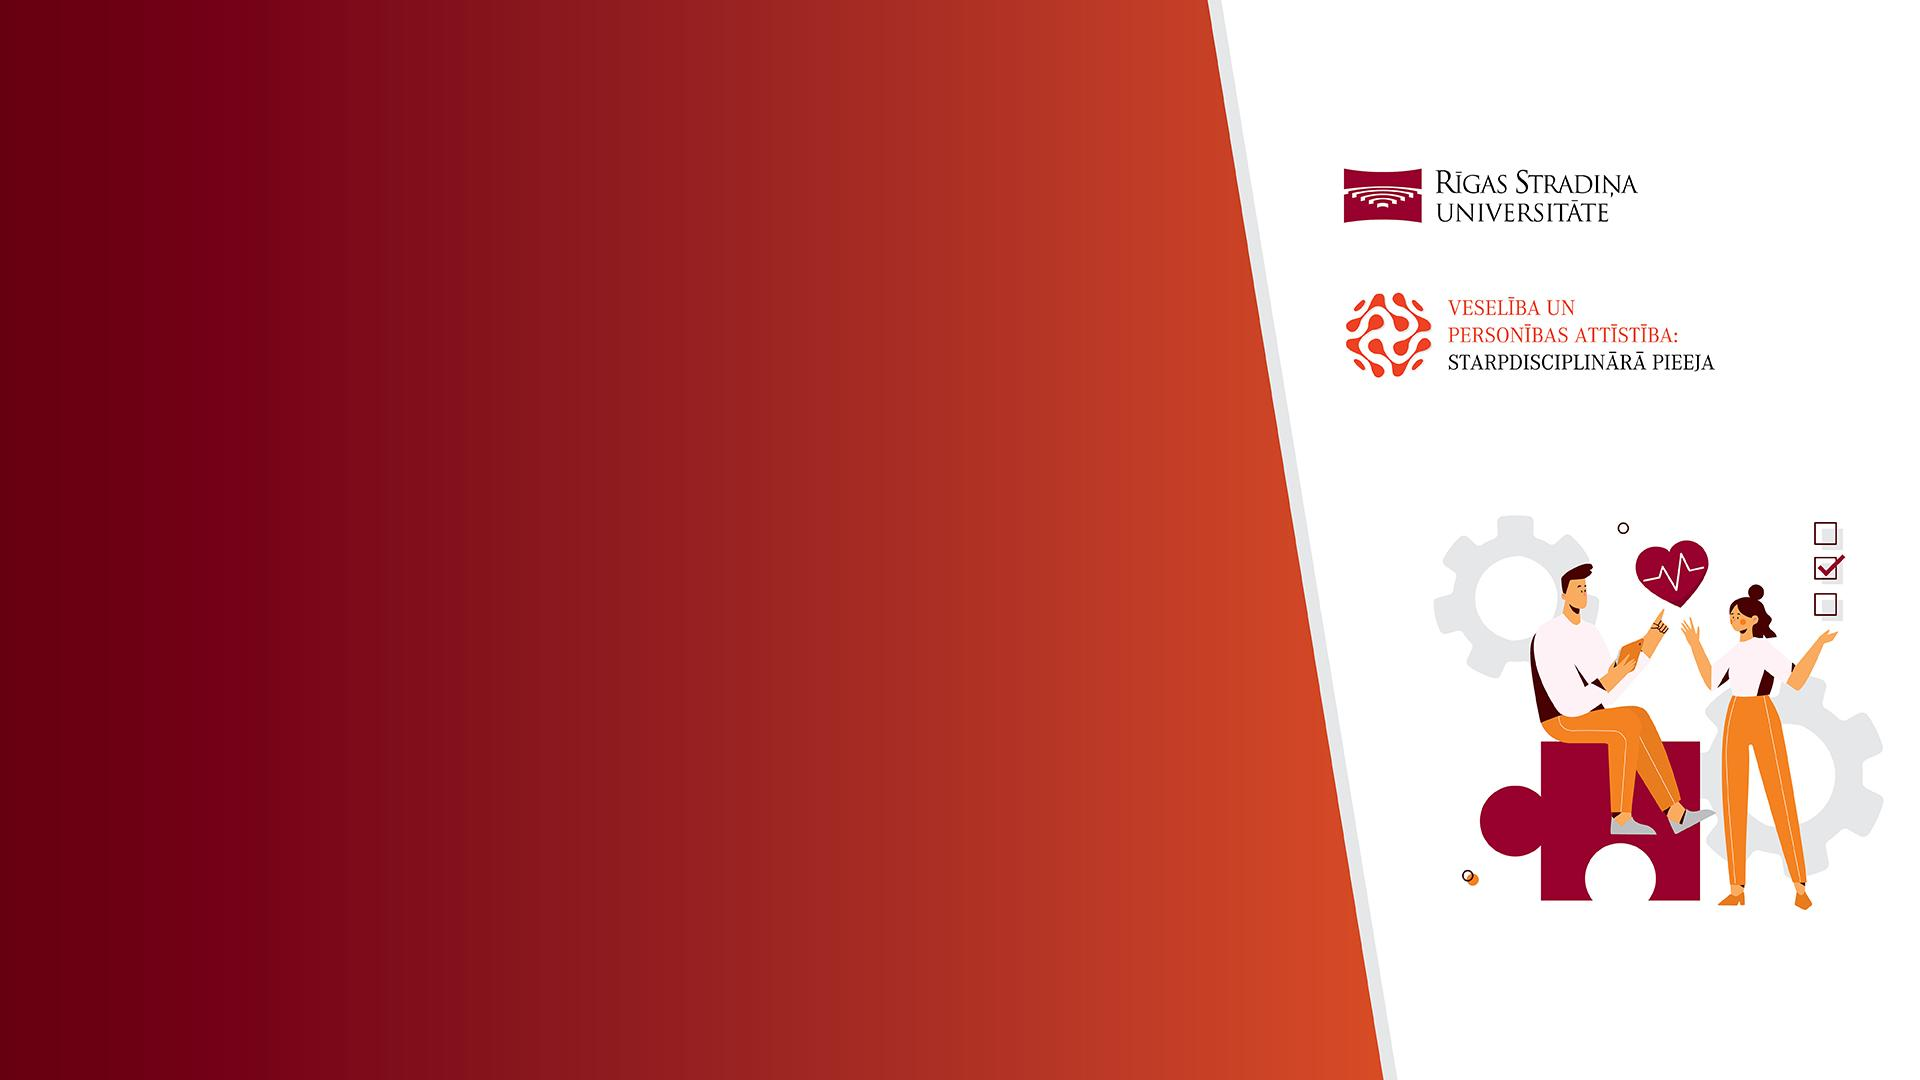 RĪGAS STRADIŅA
UNIVERSITĀTE
VESELĪBA UN
PERSONĪBAS ATTĪSTĪBA:
STARPDISCIPLINĀRĀ PIEEJA